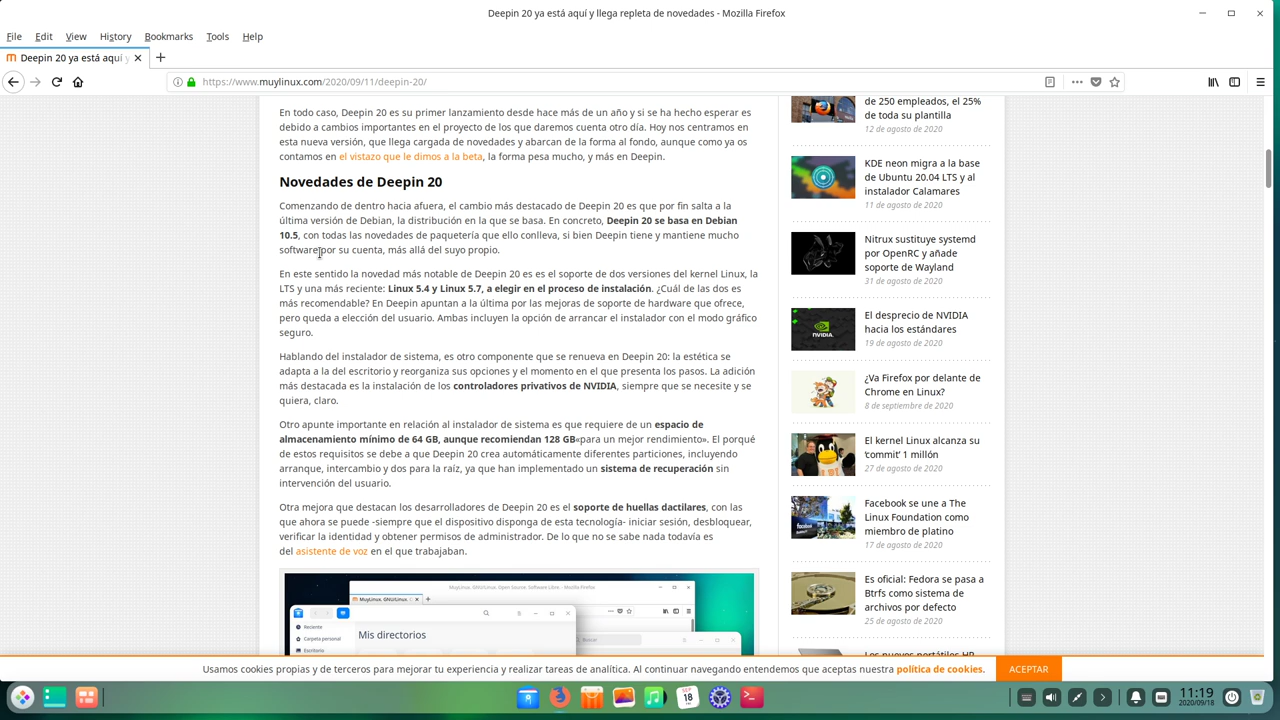 Deepin 20 ya está aquí y llega repleta de novedades - Mozilla Firefox
File Edit View History Bookmarks Tools Help
Deepin 20 ya está aquí y
https://www.muylinux.com/2020/09/11/deepin-20/
En todo caso, Deepin 20 es su primer lanzamiento desde hace más de un año y si se ha hecho esperar es
debido a cambios importantes en el proyecto de los que daremos cuenta otro día. Hoy nos centramos en
esta nueva versión, que llega cargada de novedades y abarcan de la forma al fondo, aunque como ya os
contamos en el vistazo que le dimos a la beta, la forma pesa mucho, y más en Deepin.
Novedades de Deepin 20
Comenzando de dentro hacia afuera, el cambio más destacado de Deepin 20 es que por fin salta a la
última versión de Debian, la distribución en la que se basa. En concreto, Deepin 20 se basa en Debian
10.5, con todas las novedades de paquetería que ello conlleva, si bien Deepin tiene y mantiene mucho
software por su cuenta, más allá del suyo propio.
En este sentido la novedad más notable de Deepin 20 es es el soporte de dos versiones del kernel Linux, la
LTS y una más reciente: Linux 5.4 y Linux 5.7, a elegir en el proceso de instalación. ¿Cuál de las dos es
más recomendable? En Deepin apuntan a la última por las mejoras de soporte de hardware que ofrece,
pero queda a elección del usuario. Ambas incluyen la opción de arrancar el instalador con el modo gráfico
seguro.
Hablando del instalador de sistema, es otro componente que se renueva en Deepin 20: la estética se
adapta a la del escritorio y reorganiza sus opciones y el momento en el que presenta los pasos. La adición
más destacada es la instalación de los controladores privativos de NVIDIA, siempre que se necesite y se
quiera, claro.
Otro apunte importante en relación al instalador de sistema es que requiere de un espacio de
almacenamiento mínimo de 64 GB, aunque recomiendan 128 GB«para un mejor rendimiento». El porqué
de estos requisitos se debe a que Deepin 20 crea automáticamente diferentes particiones, incluyendo
arranque, intercambio y dos para la raíz, ya que han implementado un sistema de recuperación sin
intervención del usuario.
Otra mejora que destacan los desarrolladores de Deepin 20 es el soporte de huellas dactilares, con las
que ahora se puede -siempre que el dispositivo disponga de esta tecnología- iniciar sesión, desbloquear,
verificar la identidad y obtener permisos de administrador. De lo que no se sabe nada todavía es
del asistente de voz en el que trabajaban.
MuyLinux. GNU/Linux. Open Source. Software Libre. - Mozilla Firefox
MuyLinux. GNU/Linux.
Buscar
Mis directorios
Reciente
Carpeta personal
Escritorio
de 250 empleados, el 25%
de toda su plantilla
12 de agosto de 2020
KDE neon migra a la base
de Ubuntu 20.04 LTS y al
instalador Calamares
11 de agosto de 2020
Nitrux sustituye systemd
por OpenRC y añade
soporte de Wayland
31 de agosto de 2020
NVIDIA.
El desprecio de NVIDIA
hacia los estándares
19 de agosto de 2020
¿Va Firefox por delante de
Chrome en Linux?
8 de septiembre de 2020
El kernel Linux alcanza su
'commit' 1 millón
27 de agosto de 2020
facebook
Facebook se une a The
Linux Foundation como
miembro de platino
17 de agosto de 2020
Es oficial: Fedora se pasa a
Btrfs como sistema de
archivos por defecto
25 de agosto de 2020
Los nuevos portátiles HP
Usamos cookies propias y de terceros para mejorar tu experiencia y realizar tareas de analítica. Al continuar navegando entendemos que aceptas nuestra política de cookies. ACEPTAR
SEP
18
11:19
2020/09/18